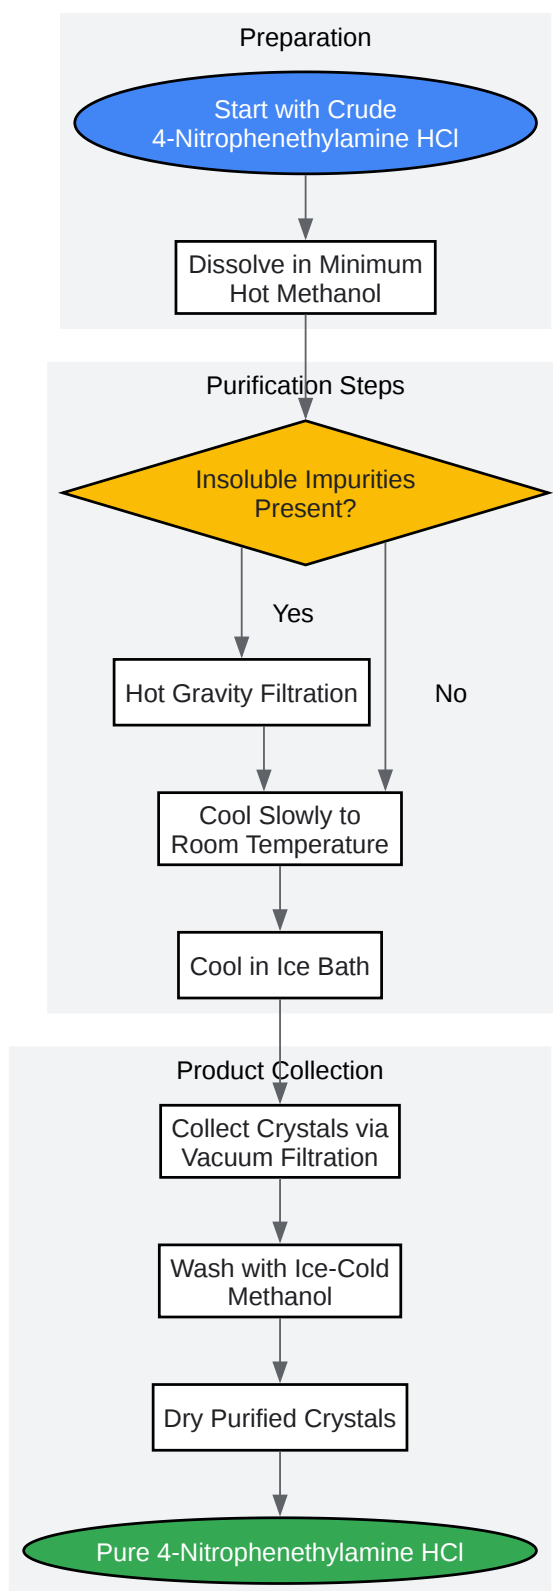 Preparation
Start with Crude
4-Nitrophenethylamine HCl
Dissolve in Minimum
Hot Methanol
Purification Steps
Insoluble Impurities
Present?
Yes
Hot Gravity Filtration
No
Cool Slowly to
Room Temperature
Cool in Ice Bath
Product Collection
Collect Crystals via
Vacuum Filtration
Wash with Ice-Cold
Methanol
Dry Purified Crystals
Pure 4-Nitrophenethylamine HCl